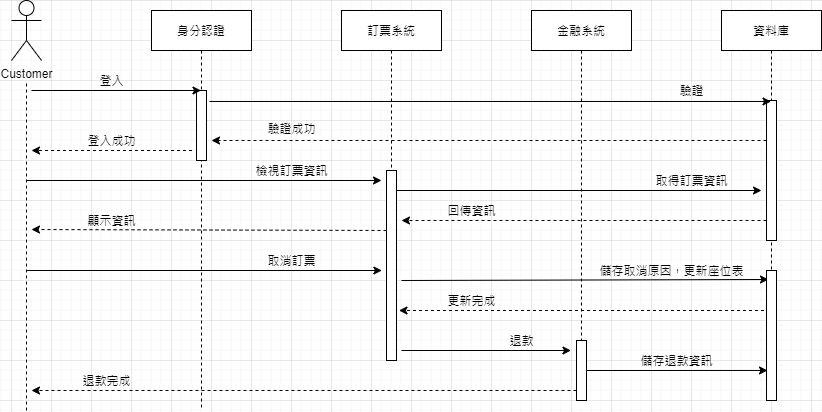 身分認證
訂票系統
金融系統
資料庫
Customer
登入
驗證
驗證成功
登入成功
檢視訂票資訊
取得訂票資訊
回傳資訊
顯示資訊
取消訂票
儲存取消原因，更新座位表
更新完成
退款
儲存退款資訊
退款完成